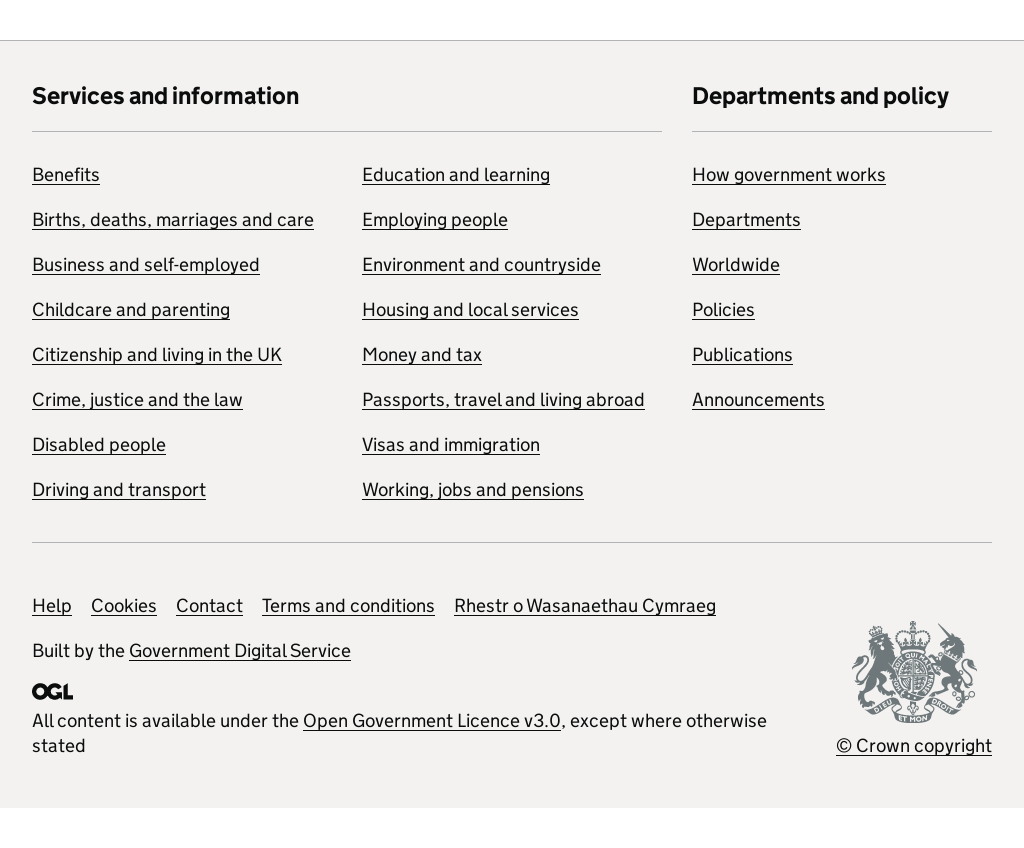 Services and information
Benefits
Births, deaths, marriages and care
Business and self-employed
Childcare and parenting
Citizenship and living in the UK
Crime, justice and the law
Disabled people
Driving and transport
Education and learning
Employing people
Environment and countryside
Housing and local services
Money and tax
Passports, travel and living abroad
Visas and immigration
Working, jobs and pensions
Departments and policy
How government works
Departments
Worldwide
Policies
Publications
Announcements
Help Cookies Contact Terms and conditions Rhestr o Wasanaethau Cymraeg
Built by the Government Digital Service
OGL
All content is available under the Open Government Licence v3.0, except where otherwise
stated
DIEU ET MON DROIT
© Crown copyright